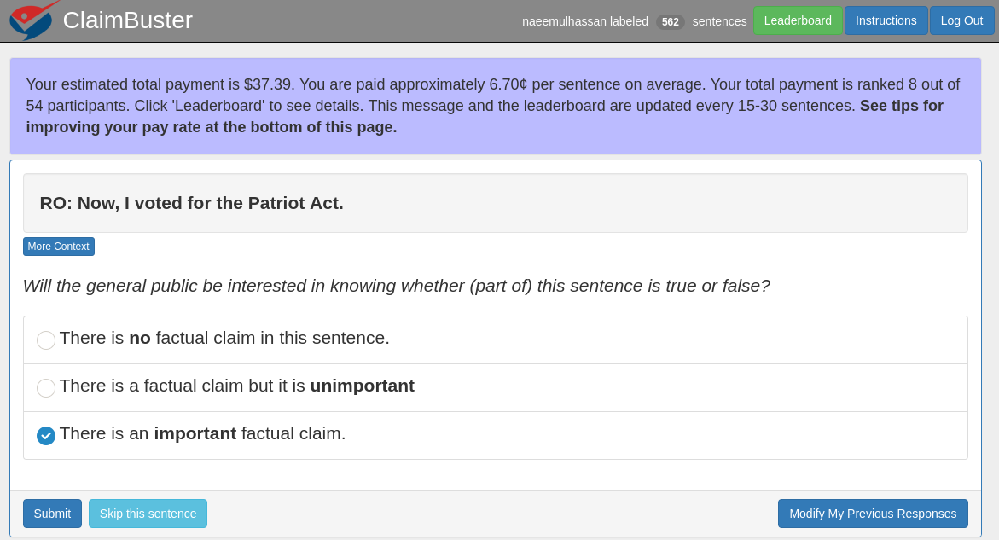 ClaimBuster
naeemulhassan labeled 562 sentences Leaderboard Instructions Log Out
Your estimated total payment is $37.39. You are paid approximately 6.70¢ per sentence on average. Your total payment is ranked 8 out of
54 participants. Click 'Leaderboard' to see details. This message and the leaderboard are updated every 15-30 sentences. See tips for
improving your pay rate at the bottom of this page.
RO: Now, I voted for the Patriot Act.
More Context
Will the general public be interested in knowing whether (part of) this sentence is true or false?
There is no factual claim in this sentence.
There is a factual claim but it is unimportant
There is an important factual claim.
Submit Skip this sentence Modify My Previous Responses